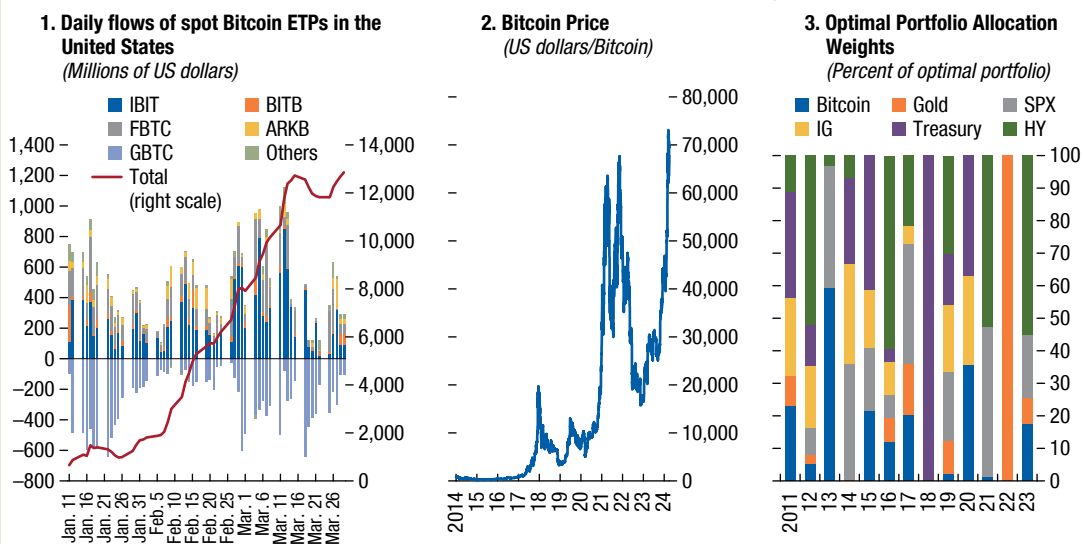 1. Daily flows of spot Bitcoin ETPs in the
United States
(Millions of US dollars)
IBIT
BITB
FBTC
ARKB
GBTC
Others
Total
(right scale)
1,400
1,200
1,000
800
600
400
200
0
–200
–400
–600
–800
14,000
12,000
10,000
8,000
6,000
4,000
2,000
0
Jan. 11
Jan. 16
Jan. 21
Jan. 26
Jan. 31
Feb. 5
Feb. 10
Feb. 15
Feb. 20
Feb. 25
Mar. 1
Mar. 6
Mar. 11
Mar. 16
Mar. 21
Mar. 26
2. Bitcoin Price
(US dollars/Bitcoin)
80,000
70,000
60,000
50,000
40,000
30,000
20,000
10,000
0
2014
15
16
17
18
19
20
21
22
23
24
3. Optimal Portfolio Allocation
Weights
(Percent of optimal portfolio)
Bitcoin
Gold
SPX
IG
Treasury
HY
100
90
80
70
60
50
40
30
20
10
0
2011
12
13
14
15
16
17
18
19
20
21
22
23